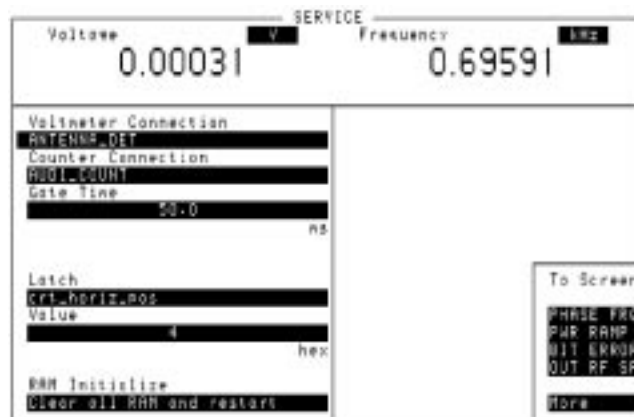 SERVICE
Voltage V Frequency kHz
0.00031 0.69591
Voltmeter Connection
ANTENNA_DET
Counter Connection
AUDI_COUNT
Gate Time
50.0
ms
Latch
crt_horiz_pos
Value
4
hex
RAM Initialize
Clear all RAM and restart
To Screen
PHASE FRQ
PWR RAMP
BIT ERROR
OUT RF SP
More